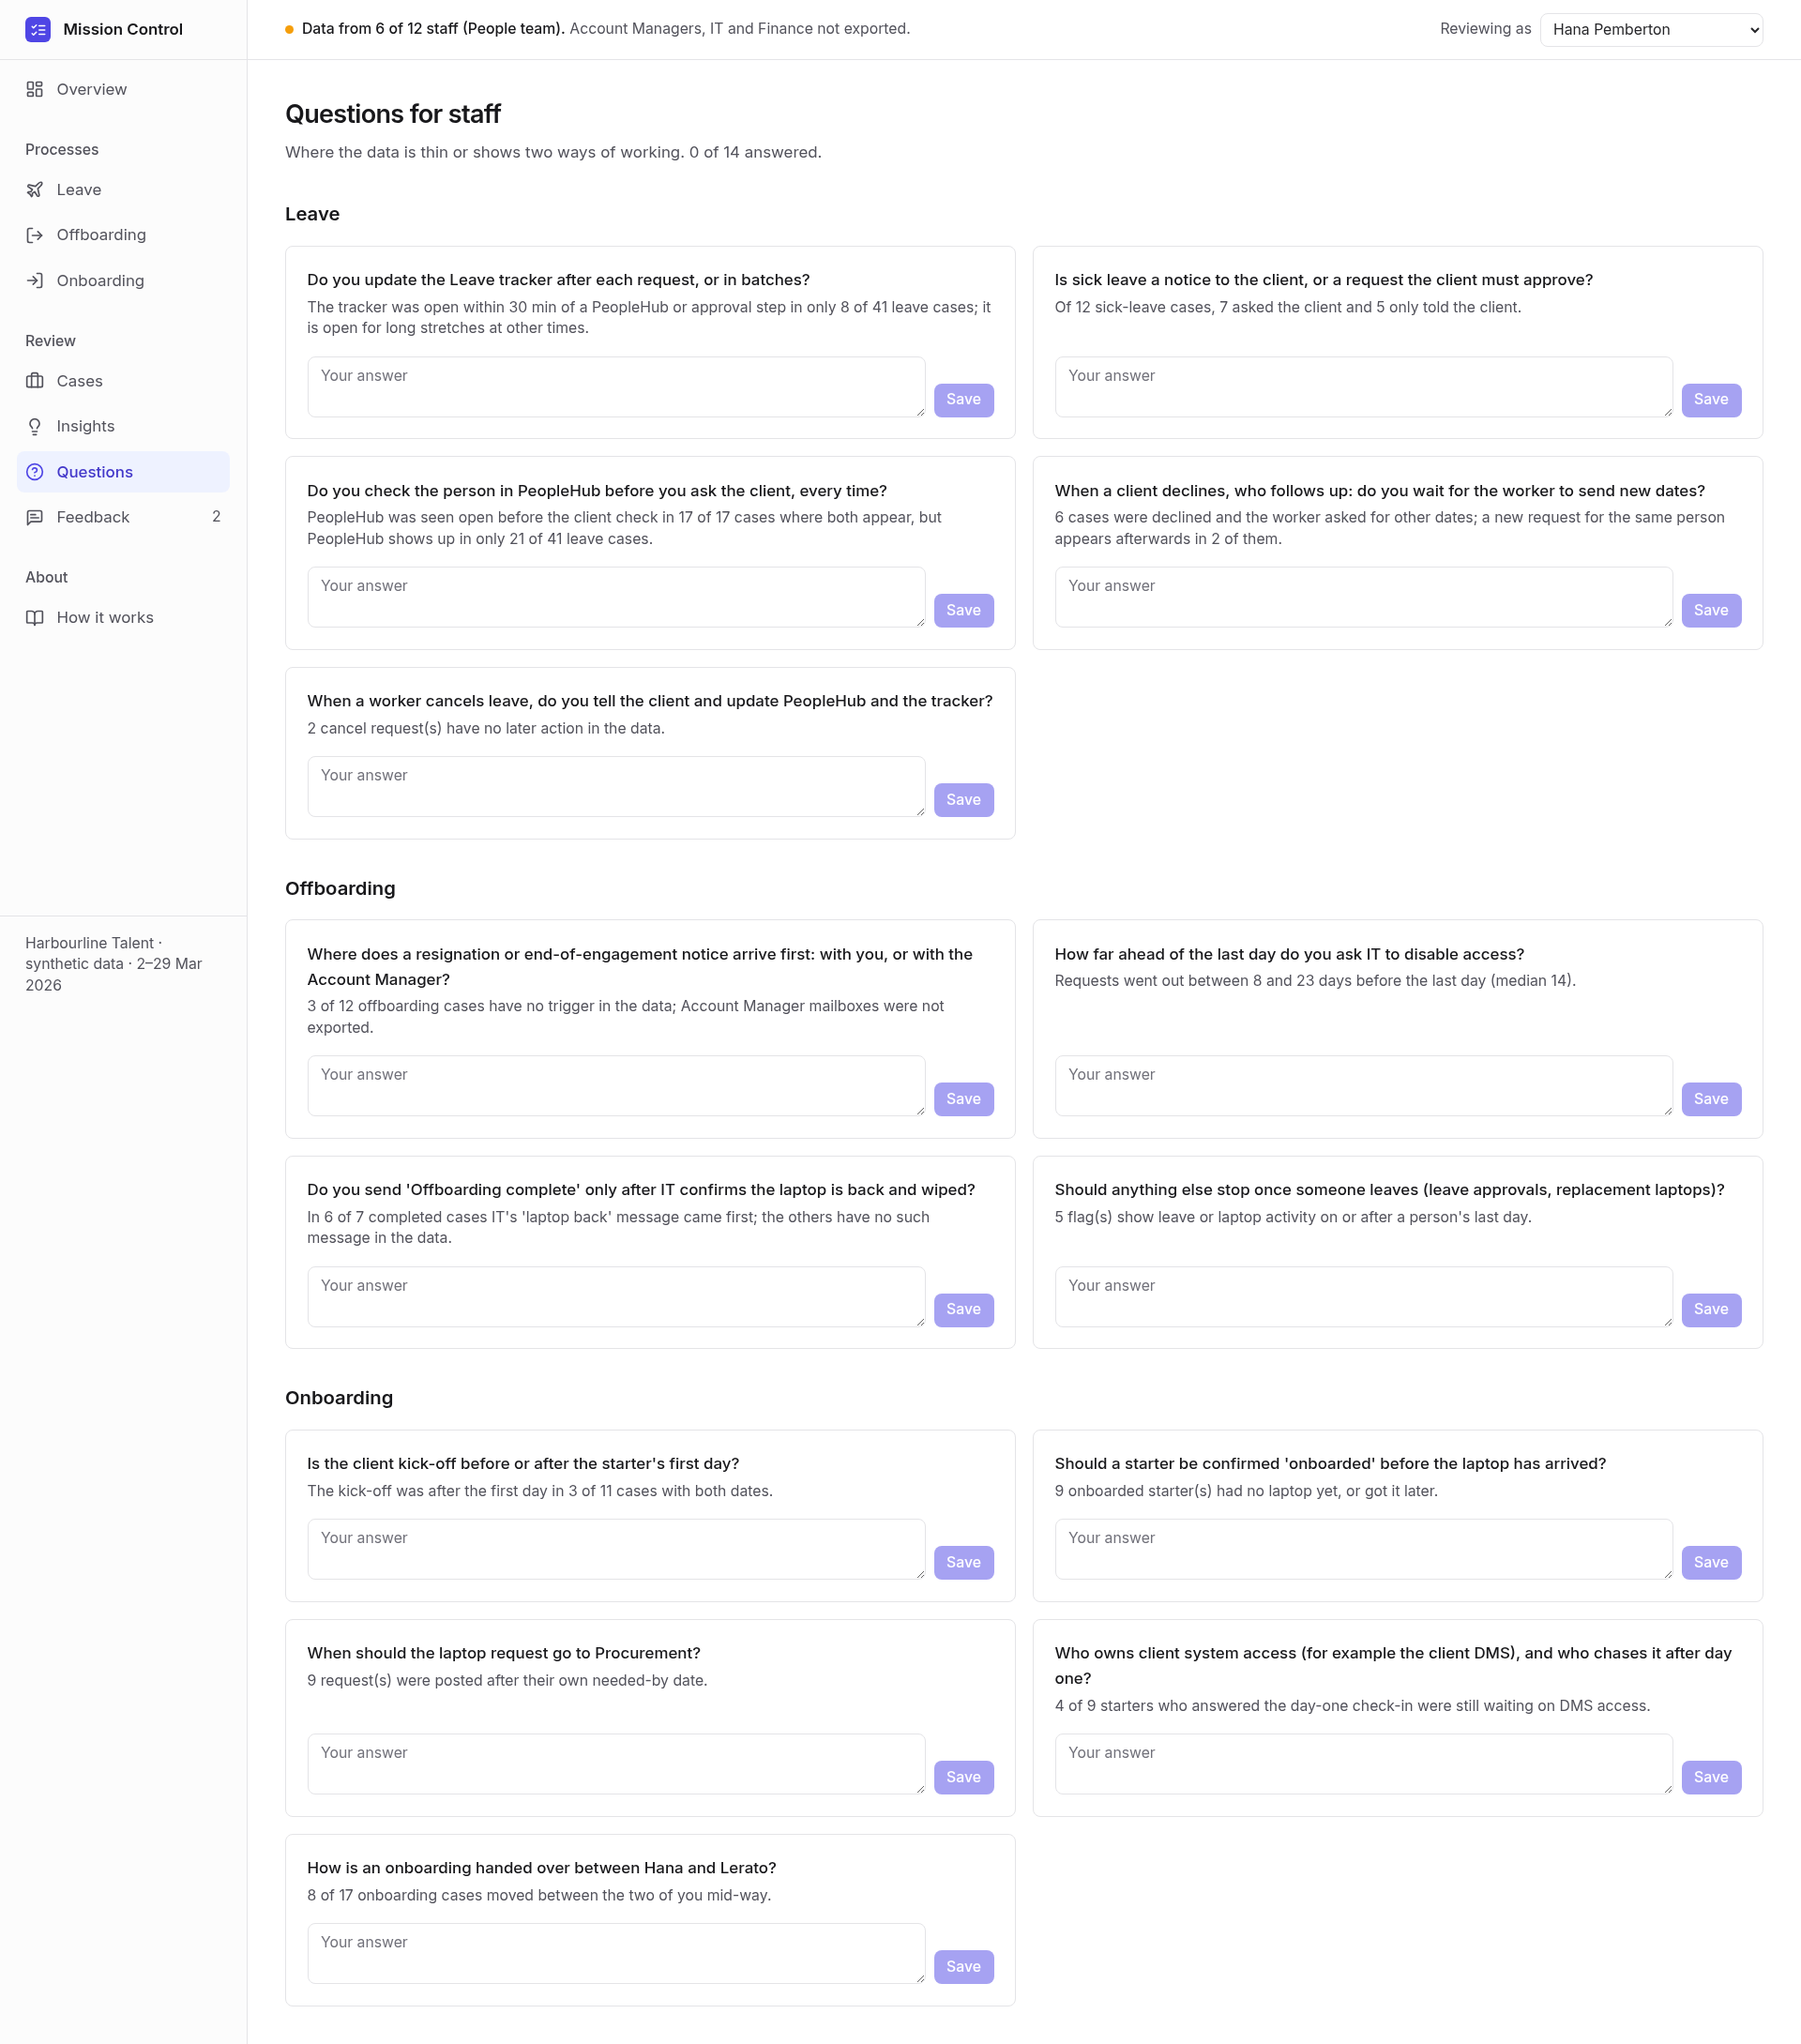 Mission Control
Overview
Processes
Leave
Offboarding
Onboarding
Review
Cases
Insights
Questions
Feedback 2
About
How it works
Harbourline Talent ·
synthetic data · 2–29 Mar
2026
Data from 6 of 12 staff (People team). Account Managers, IT and Finance not exported.
Reviewing as Hana Pemberton
Questions for staff
Where the data is thin or shows two ways of working. 0 of 14 answered.
Leave
Do you update the Leave tracker after each request, or in batches?
The tracker was open within 30 min of a PeopleHub or approval step in only 8 of 41 leave cases; it
is open for long stretches at other times.
Your answer
Save
Is sick leave a notice to the client, or a request the client must approve?
Of 12 sick-leave cases, 7 asked the client and 5 only told the client.
Your answer
Save
Do you check the person in PeopleHub before you ask the client, every time?
PeopleHub was seen open before the client check in 17 of 17 cases where both appear, but
PeopleHub shows up in only 21 of 41 leave cases.
Your answer
Save
When a client declines, who follows up: do you wait for the worker to send new dates?
6 cases were declined and the worker asked for other dates; a new request for the same person
appears afterwards in 2 of them.
Your answer
Save
When a worker cancels leave, do you tell the client and update PeopleHub and the tracker?
2 cancel request(s) have no later action in the data.
Your answer
Save
Offboarding
Where does a resignation or end-of-engagement notice arrive first: with you, or with the
Account Manager?
3 of 12 offboarding cases have no trigger in the data; Account Manager mailboxes were not
exported.
Your answer
Save
How far ahead of the last day do you ask IT to disable access?
Requests went out between 8 and 23 days before the last day (median 14).
Your answer
Save
Do you send 'Offboarding complete' only after IT confirms the laptop is back and wiped?
In 6 of 7 completed cases IT's 'laptop back' message came first; the others have no such
message in the data.
Your answer
Save
Should anything else stop once someone leaves (leave approvals, replacement laptops)?
5 flag(s) show leave or laptop activity on or after a person's last day.
Your answer
Save
Onboarding
Is the client kick-off before or after the starter's first day?
The kick-off was after the first day in 3 of 11 cases with both dates.
Your answer
Save
Should a starter be confirmed 'onboarded' before the laptop has arrived?
9 onboarded starter(s) had no laptop yet, or got it later.
Your answer
Save
When should the laptop request go to Procurement?
9 request(s) were posted after their own needed-by date.
Your answer
Save
Who owns client system access (for example the client DMS), and who chases it after day
one?
4 of 9 starters who answered the day-one check-in were still waiting on DMS access.
Your answer
Save
How is an onboarding handed over between Hana and Lerato?
8 of 17 onboarding cases moved between the two of you mid-way.
Your answer
Save